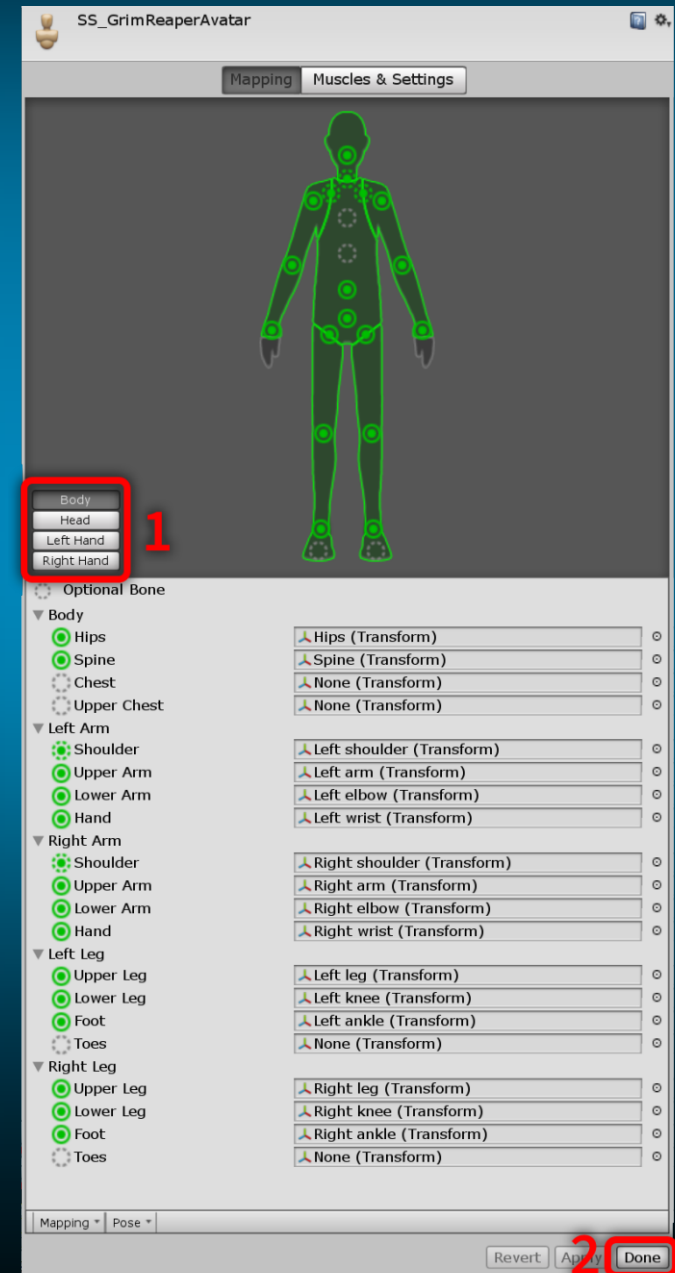 SS_GrimReaperAvatar
Mapping Muscles & Settings
Body
Head
Left Hand
Right Hand
1
Optional Bone
Body
Hips Hips (Transform)
Spine Spine (Transform)
Chest None (Transform)
Upper Chest None (Transform)
Left Arm
Shoulder Left shoulder (Transform)
Upper Arm Left arm (Transform)
Lower Arm Left elbow (Transform)
Hand Left wrist (Transform)
Right Arm
Shoulder Right shoulder (Transform)
Upper Arm Right arm (Transform)
Lower Arm Right elbow (Transform)
Hand Right wrist (Transform)
Left Leg
Upper Leg Left leg (Transform)
Lower Leg Left knee (Transform)
Foot Left ankle (Transform)
Toes None (Transform)
Right Leg
Upper Leg Right leg (Transform)
Lower Leg Right knee (Transform)
Foot Right ankle (Transform)
Toes None (Transform)
Mapping Pose
Revert Apply 2 Done